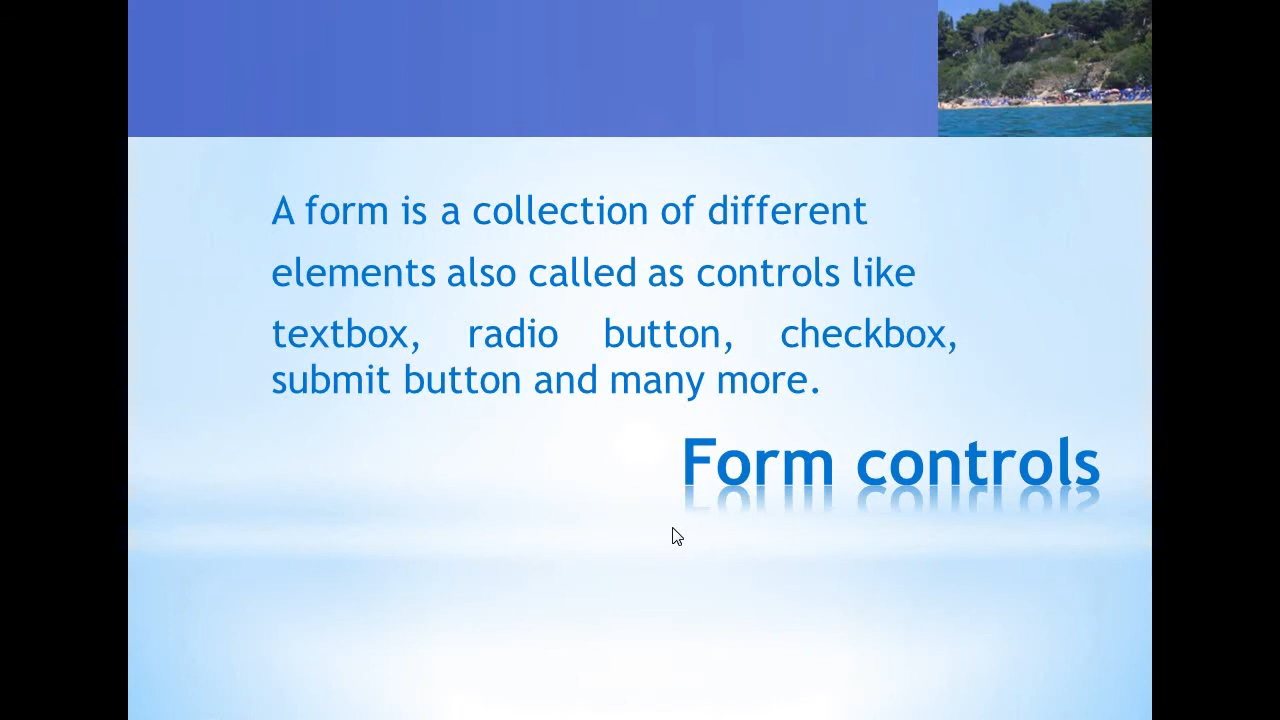 A form is a collection of different
elements also called as controls like
textbox, radio button, checkbox,
submit button and many more.
Form controls